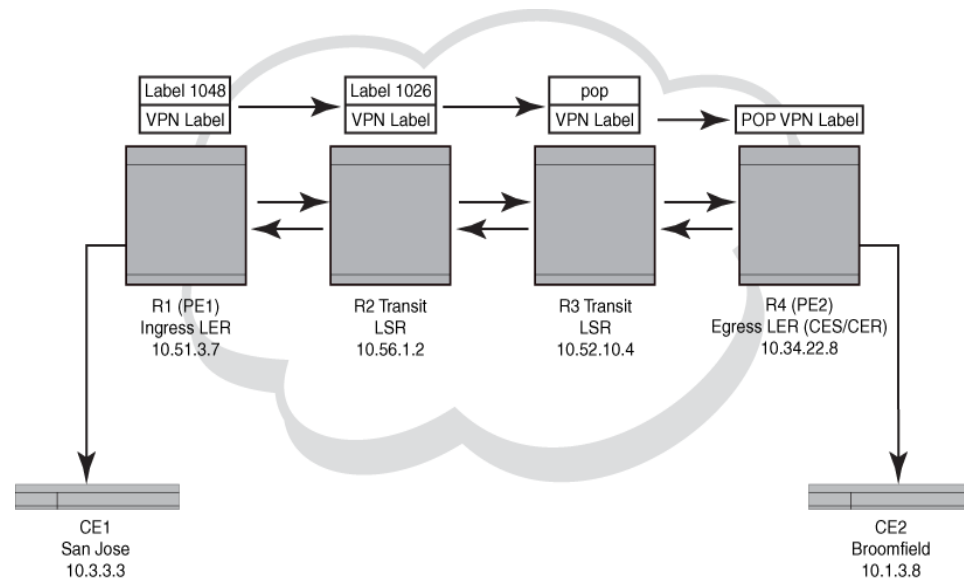 Label 1048
VPN Label
Label 1026
VPN Label
pop
VPN Label
POP VPN Label
R1 (PE1)
Ingress LER
10.51.3.7
R2 Transit
LSR
10.56.1.2
R3 Transit
LSR
10.52.10.4
R4 (PE2)
Egress LER (CES/CER)
10.34.22.8
CE1
San Jose
10.3.3.3
CE2
Broomfield
10.1.3.8